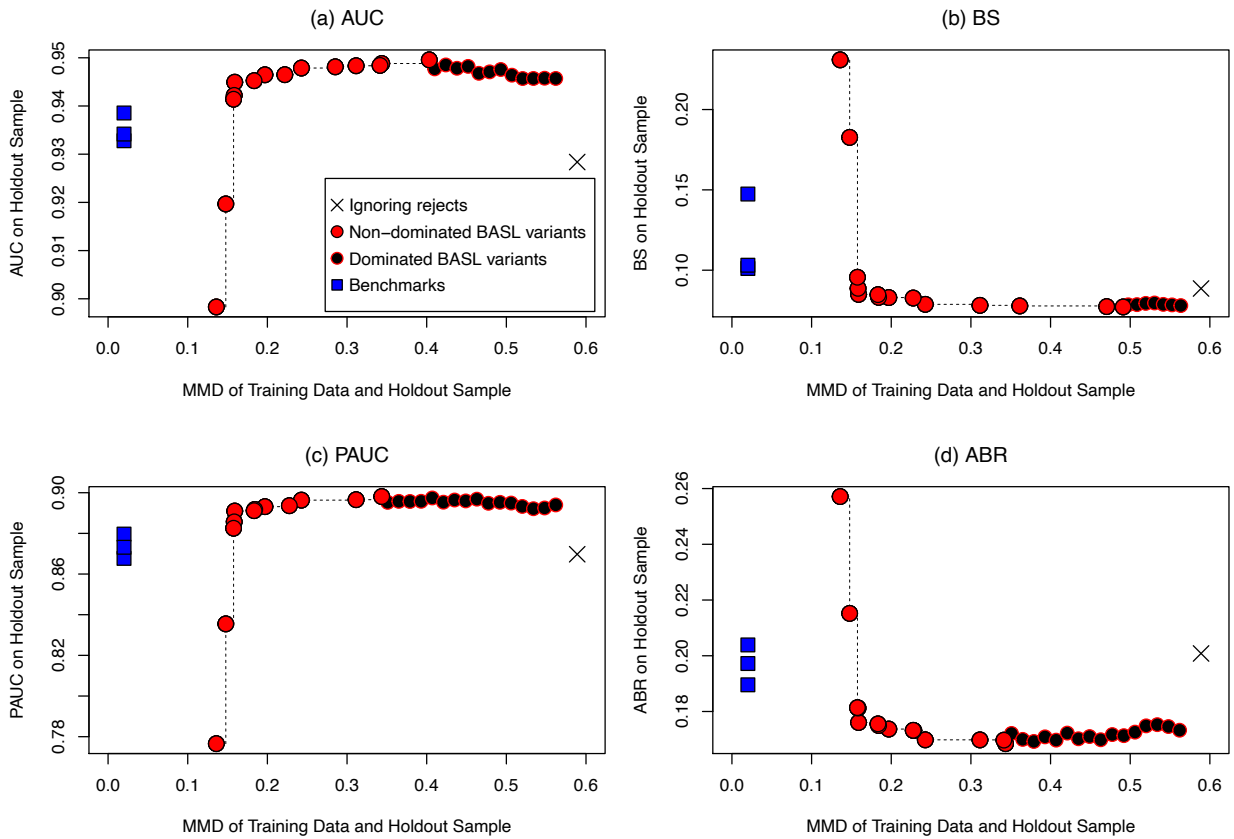 (a) AUC
AUC on Holdout Sample
0.90 0.91 0.92 0.93 0.94 0.95
Ignoring rejects
Non−dominated BASL variants
Dominated BASL variants
Benchmarks
0.0 0.1 0.2 0.3 0.4 0.5 0.6
MMD of Training Data and Holdout Sample
(b) BS
BS on Holdout Sample
0.10 0.15 0.20
0.0 0.1 0.2 0.3 0.4 0.5 0.6
MMD of Training Data and Holdout Sample
(c) PAUC
PAUC on Holdout Sample
0.78 0.82 0.86 0.90
0.0 0.1 0.2 0.3 0.4 0.5 0.6
MMD of Training Data and Holdout Sample
(d) ABR
ABR on Holdout Sample
0.18 0.20 0.22 0.24 0.26
0.0 0.1 0.2 0.3 0.4 0.5 0.6
MMD of Training Data and Holdout Sample